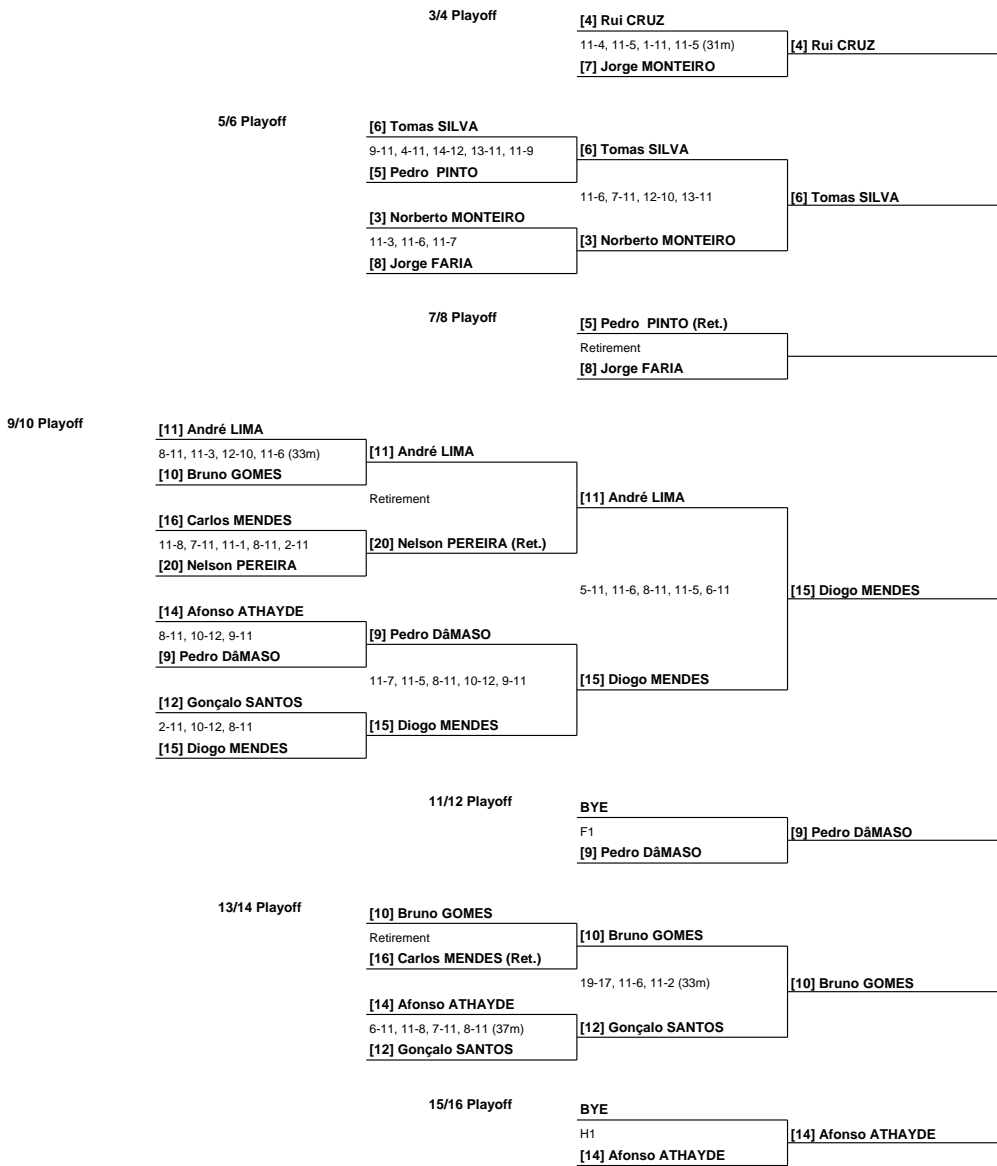 3/4 Playoff
[4] Rui CRUZ
11-4, 11-5, 1-11, 11-5 (31m)
[4] Rui CRUZ
[7] Jorge MONTEIRO
5/6 Playoff
[6] Tomas SILVA
9-11, 4-11, 14-12, 13-11, 11-9
[6] Tomas SILVA
[5] Pedro  PINTO
11-6, 7-11, 12-10, 13-11
[6] Tomas SILVA
[3] Norberto MONTEIRO
11-3, 11-6, 11-7
[3] Norberto MONTEIRO
[8] Jorge FARIA
7/8 Playoff
[5] Pedro  PINTO (Ret.)
Retirement
[8] Jorge FARIA
9/10 Playoff
[11] André LIMA
8-11, 11-3, 12-10, 11-6 (33m)
[11] André LIMA
[10] Bruno GOMES
Retirement
[11] André LIMA
[16] Carlos MENDES
11-8, 7-11, 11-1, 8-11, 2-11
[20] Nelson PEREIRA (Ret.)
[20] Nelson PEREIRA
5-11, 11-6, 8-11, 11-5, 6-11
[15] Diogo MENDES
[14] Afonso ATHAYDE
8-11, 10-12, 9-11
[9] Pedro DâMASO
[9] Pedro DâMASO
11-7, 11-5, 8-11, 10-12, 9-11
[15] Diogo MENDES
[12] Gonçalo SANTOS
2-11, 10-12, 8-11
[15] Diogo MENDES
[15] Diogo MENDES
11/12 Playoff
BYE
F1
[9] Pedro DâMASO
[9] Pedro DâMASO
13/14 Playoff
[10] Bruno GOMES
Retirement
[10] Bruno GOMES
[16] Carlos MENDES (Ret.)
19-17, 11-6, 11-2 (33m)
[10] Bruno GOMES
[14] Afonso ATHAYDE
6-11, 11-8, 7-11, 8-11 (37m)
[12] Gonçalo SANTOS
[12] Gonçalo SANTOS
15/16 Playoff
BYE
H1
[14] Afonso ATHAYDE
[14] Afonso ATHAYDE